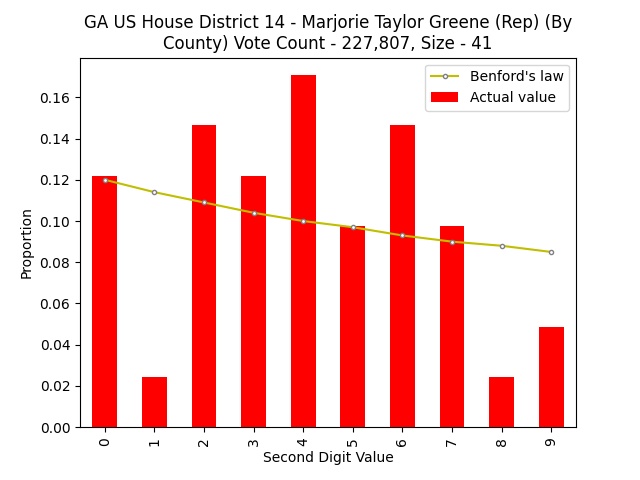 GA US House District 14 - Marjorie Taylor Greene (Rep) (By
County) Vote Count - 227,807, Size - 41
Benford's law
Actual value
0.16
0.14
0.12
0.10
0.08
0.06
0.04
0.02
0.00
Proportion
0 1 2 3 4 5 6 7 8 9
Second Digit Value